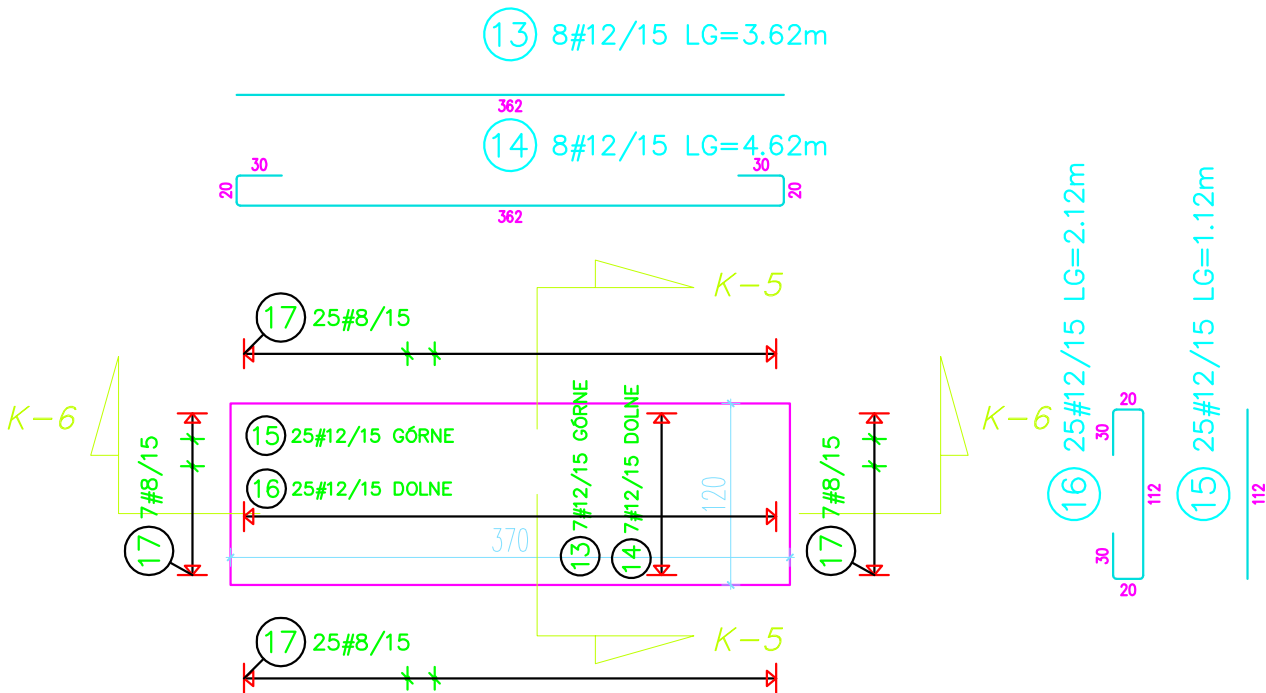 13 8#12/15 LG=3.62m
362
14 8#12/15 LG=4.62m
30
30
20
20
362
K-5
17 25#8/15
K-6
K-6
15 25#12/15 GÓRNE
16 25#12/15 DOLNE
13 7#12/15 GÓRNE
14 7#12/15 DOLNE
120
370
17 7#8/15
17 7#8/15
16 25#12/15 LG=2.12m
20
30
112
30
20
15 25#12/15 LG=1.12m
112
17 25#8/15
K-5